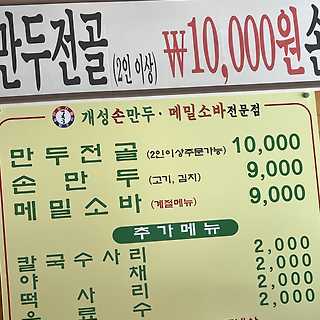 만두전골 (2인 이상) ₩10,000원 손
개성손만두·메밀소바전문점
만두전골 (2인이상주문가능) 10,000
손만두 (고기, 김치) 9,000
메밀소바 (계절메뉴) 9,000
추가메뉴
칼국수사리 2,000
야채 2,000
떡사리 2,000
음료수 2,000